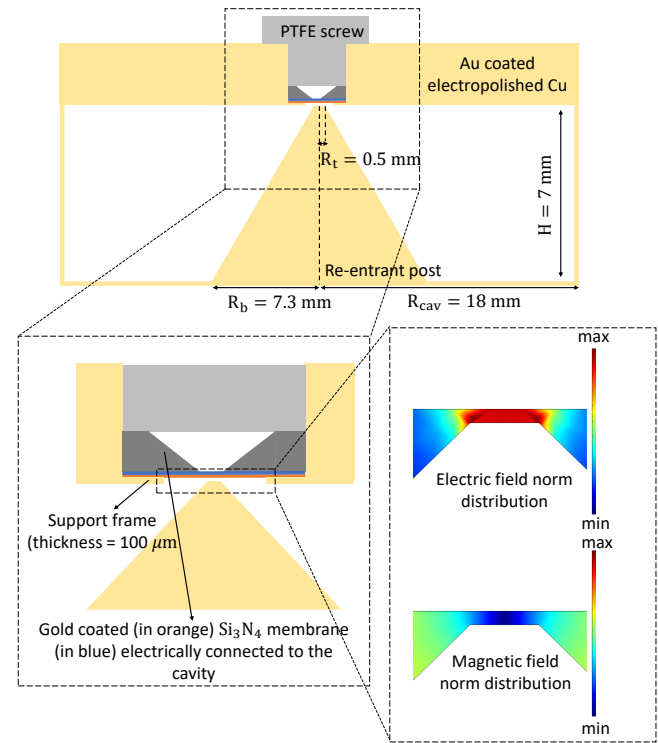 PTFE screw
Au coated
electropolished Cu
R_t = 0.5 mm
H = 7 mm
Re-entrant post
R_b = 7.3 mm
R_cav = 18 mm
Support frame
(thickness = 100 μm
Gold coated (in orange) Si₃N₄ membrane
(in blue) electrically connected to the
cavity
max
Electric field norm
distribution
min
max
Magnetic field
norm distribution
min